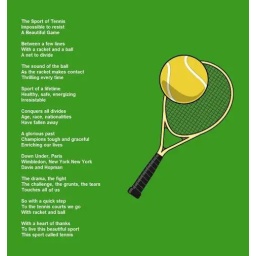 The Sport of Tennis
Impossible to resist
A Beautiful Game
Between a few lines
With a racket and a ball
A net to divide
The sound of the ball
As the racket makes contact
Thrilling every time
Sport of a lifetime
Healthy, safe, energizing
Irresistable
Conquers all divides
Age, race, nationalities
Have fallen away
A glorious past
Champions tough and graceful
Enriching our lives
Down Under, Paris
Wimbledon, New York New York
Davis and Hopman
The drama, the fight
The challenge, the grunts, the team
Touches all of us
So with a quick step
To the tennis courts we go
With racket and ball
With a heart of thanks
To live this beautiful sport
This sport called tennis